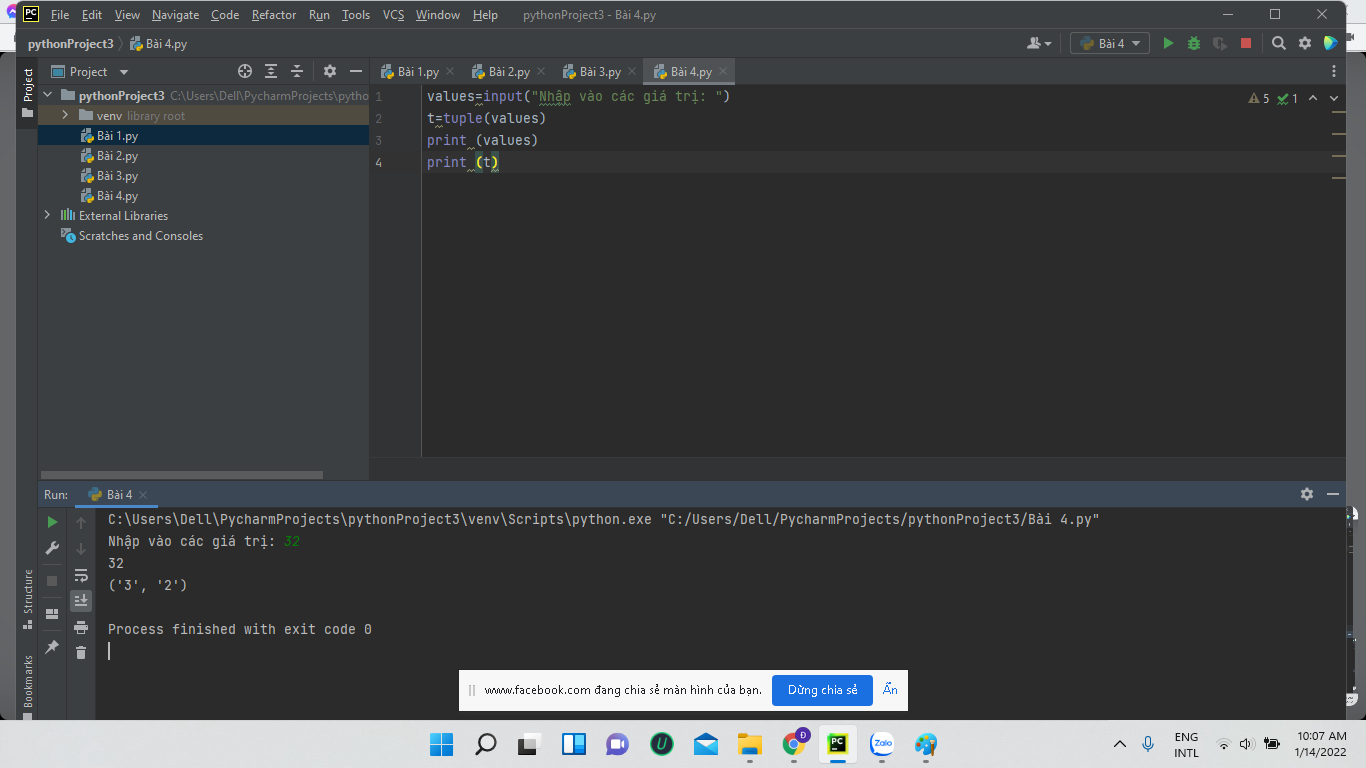 File Edit View Navigate Code Refactor Run Tools VCS Window Help pythonProject3 - Bài 4.py
pythonProject3 Bài 4.py Bài 4
Project
Project
Bài 1.py Bài 2.py Bài 3.py Bài 4.py
pythonProject3 C:\Users\Dell\PycharmProjects\pytho
venv library root
Bài 1.py
Bài 2.py
Bài 3.py
Bài 4.py
External Libraries
Scratches and Consoles
1 values=input("Nhập vào các giá trị: ")
2 t=tuple(values)
3 print (values)
4 print (t)
5 1
Run: Bài 4
C:\Users\Dell\PycharmProjects\pythonProject3\venv\Scripts\python.exe "C:/Users/Dell/PycharmProjects/pythonProject3/Bài 4.py"
Nhập vào các giá trị: 32
32
('3', '2')
Process finished with exit code 0
Structure
Bookmarks
www.facebook.com đang chia sẻ màn hình của bạn. Dừng chia sẻ Ẩn
PC
U
Đ
PC
Zalo
ENG
INTL
10:07 AM
1/14/2022